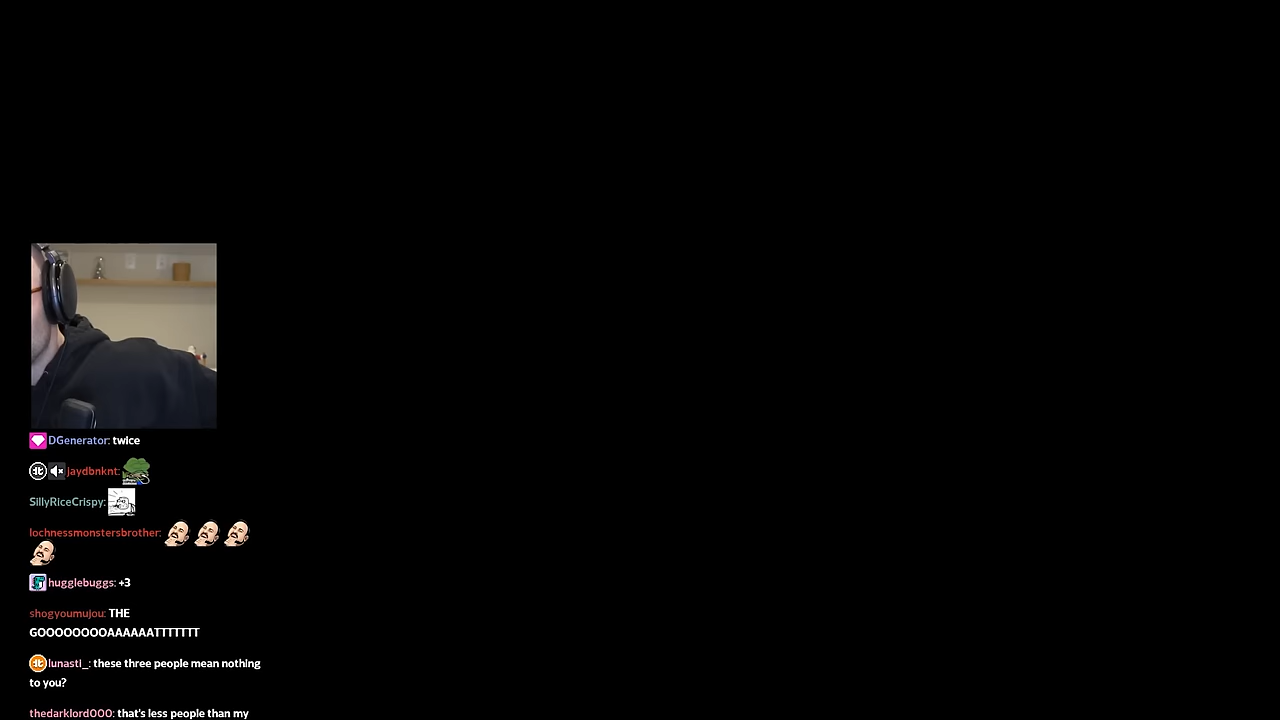 DGenerator: twice
jaydbnknt:
SillyRiceCrispy:
lochnessmonstersbrother:
hugglebuggs: +3
shogyoumujou: THE
GOOOOOOOOAAAAAATTTTTTT
lunasti_: these three people mean nothing
to you?
thedarklord000: that's less people than my